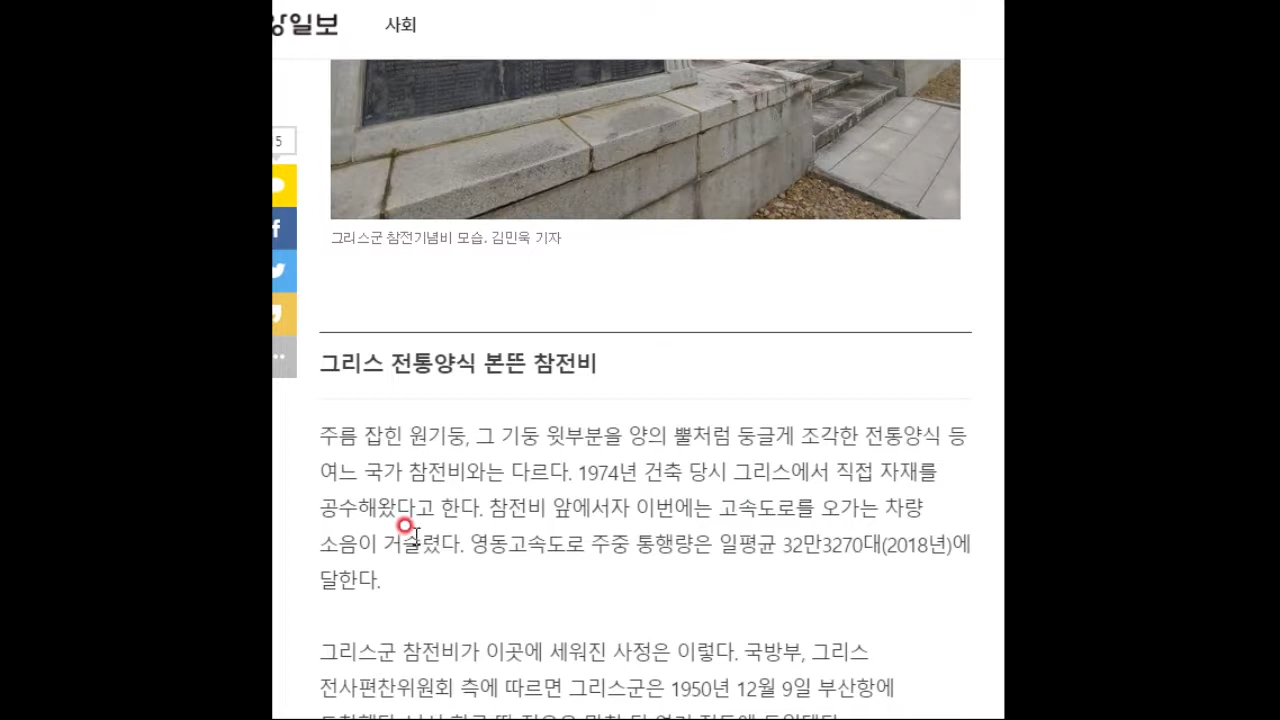 사회
5
그리스군 참전기념비 모습. 김민욱 기자
그리스 전통양식 본뜬 참전비
주름 잡힌 원기둥, 그 기둥 윗부분을 양의 뿔처럼 둥글게 조각한 전통양식 등
여느 국가 참전비와는 다르다. 1974년 건축 당시 그리스에서 직접 자재를
공수해왔다고 한다. 참전비 앞에서자 이번에는 고속도로를 오가는 차량
소음이 거슬렸다. 영동고속도로 주중 통행량은 일평균 32만3270대(2018년)에
달한다.
그리스군 참전비가 이곳에 세워진 사정은 이렇다. 국방부, 그리스
전사편찬위원회 측에 따르면 그리스군은 1950년 12월 9일 부산항에